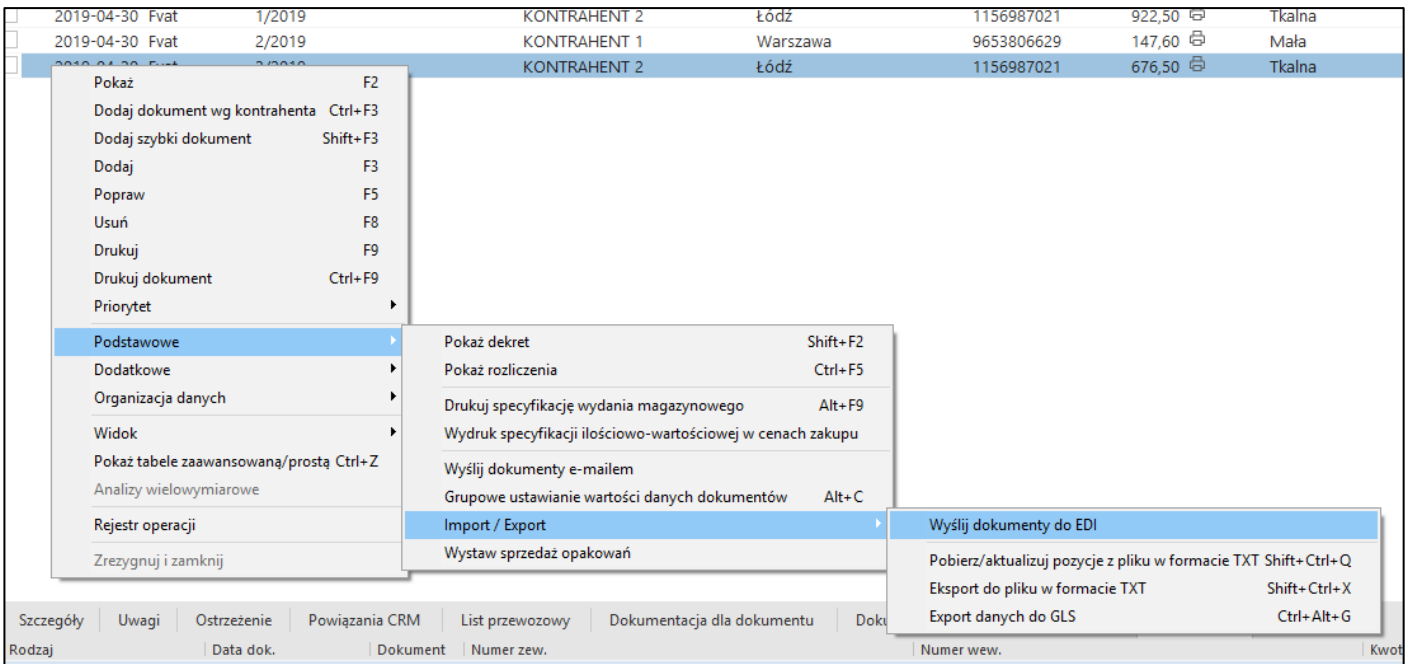 2019-04-30 Fvat 1/2019 KONTRAHENT 2 Łódź 1156987021 922,50 Tkalna
2019-04-30 Fvat 2/2019 KONTRAHENT 1 Warszawa 9653806629 147,60 Mała
2019-04-30 Fvat 3/2019 KONTRAHENT 2 Łódź 1156987021 676,50 Tkalna
Pokaż F2
Dodaj dokument wg kontrahenta Ctrl+F3
Dodaj szybki dokument Shift+F3
Dodaj F3
Popraw F5
Usuń F8
Drukuj F9
Drukuj dokument Ctrl+F9
Priorytet
Podstawowe
Dodatkowe
Organizacja danych
Widok
Pokaż tabele zaawansowaną/prostą Ctrl+Z
Analizy wielowymiarowe
Rejestr operacji
Zrezygnuj i zamknij
Pokaż dekret Shift+F2
Pokaż rozliczenia Ctrl+F5
Drukuj specyfikację wydania magazynowego Alt+F9
Wydruk specyfikacji ilościowo-wartościowej w cenach zakupu
Wyślij dokumenty e-mailem
Grupowe ustawianie wartości danych dokumentów Alt+C
Import / Export
Wystaw sprzedaż opakowań
Wyślij dokumenty do EDI
Pobierz/aktualizuj pozycje z pliku w formacie TXT Shift+Ctrl+Q
Eksport do pliku w formacie TXT Shift+Ctrl+X
Export danych do GLS Ctrl+Alt+G
Szczegóły Uwagi Ostrzeżenie Powiązania CRM List przewozowy Dokumentacja dla dokumentu Doku
Rodzaj Data dok. Dokument Numer zew. Numer wew. Kwot